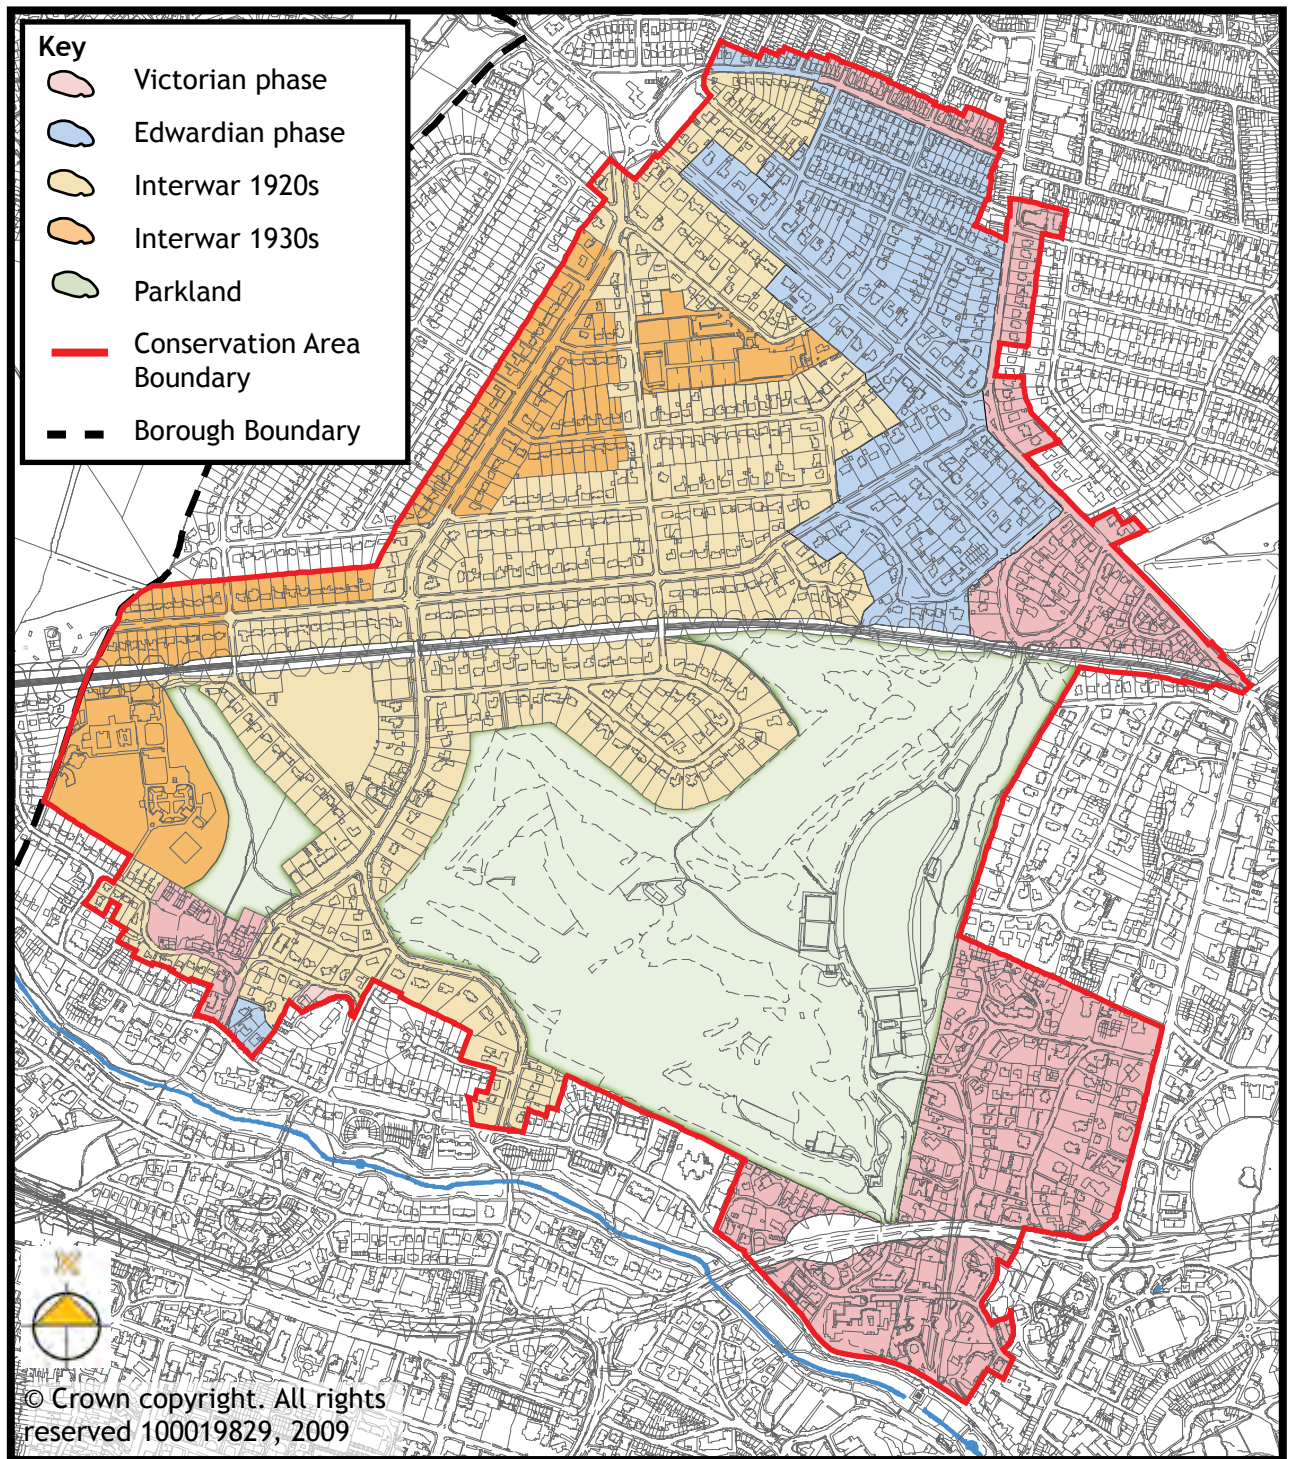 Key
Victorian phase
Edwardian phase
Interwar 1920s
Interwar 1930s
Parkland
Conservation Area
Boundary
Borough Boundary
© Crown copyright. All rights
reserved 100019829, 2009